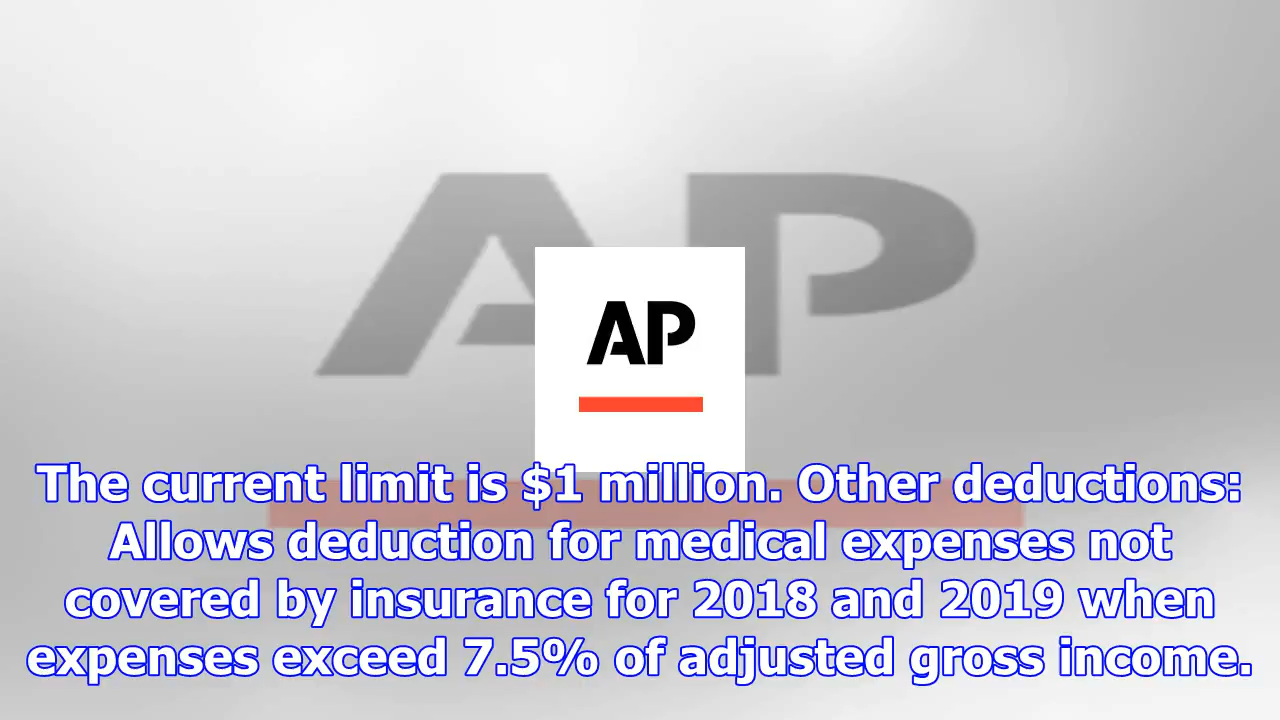 AP
AP
The current limit is $1 million. Other deductions:
Allows deduction for medical expenses not
covered by insurance for 2018 and 2019 when
expenses exceed 7.5% of adjusted gross income.